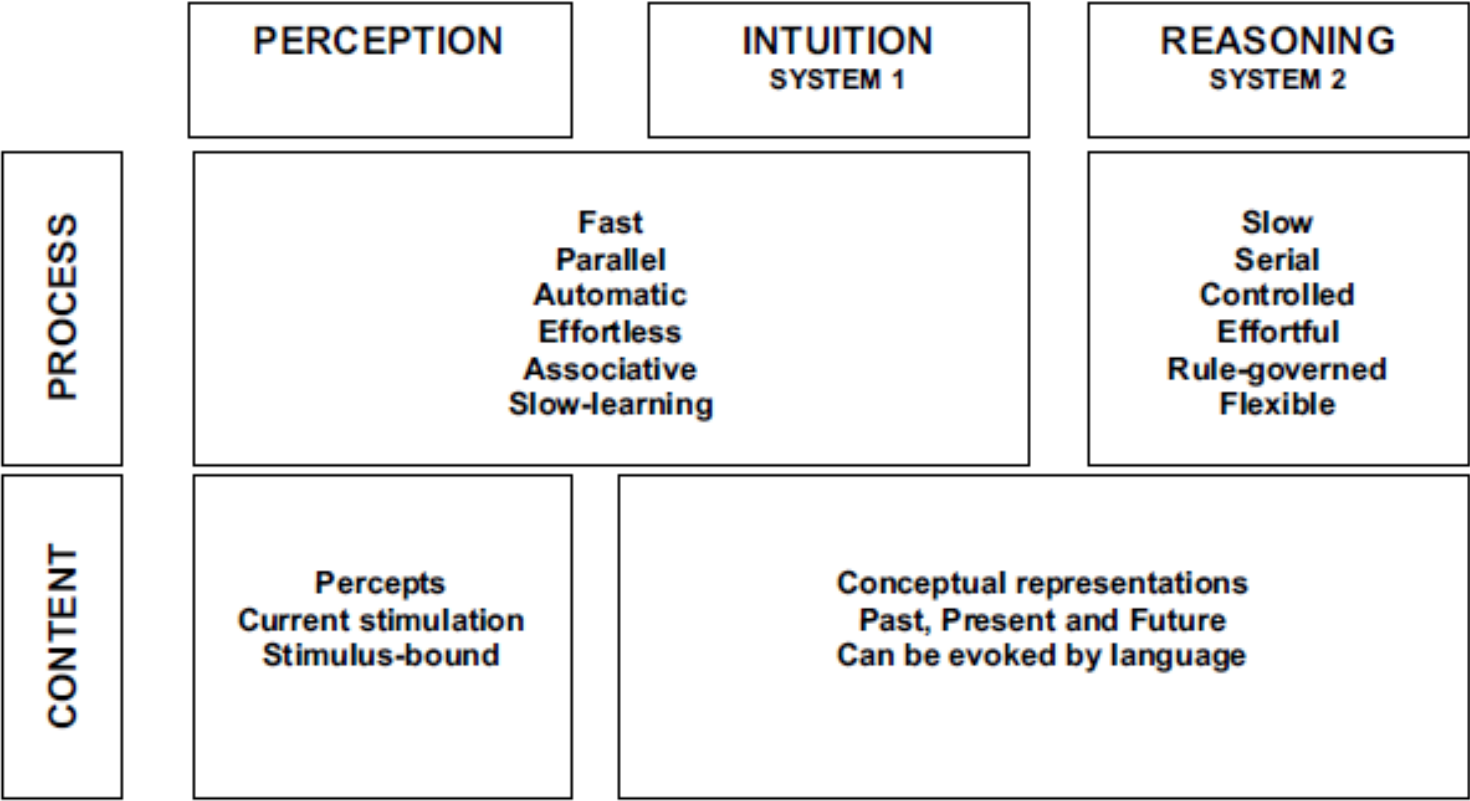 PERCEPTION
INTUITION
SYSTEM 1
REASONING
SYSTEM 2
PROCESS
Fast
Parallel
Automatic
Effortless
Associative
Slow-learning
Slow
Serial
Controlled
Effortful
Rule-governed
Flexible
CONTENT
Percepts
Current stimulation
Stimulus-bound
Conceptual representations
Past, Present and Future
Can be evoked by language